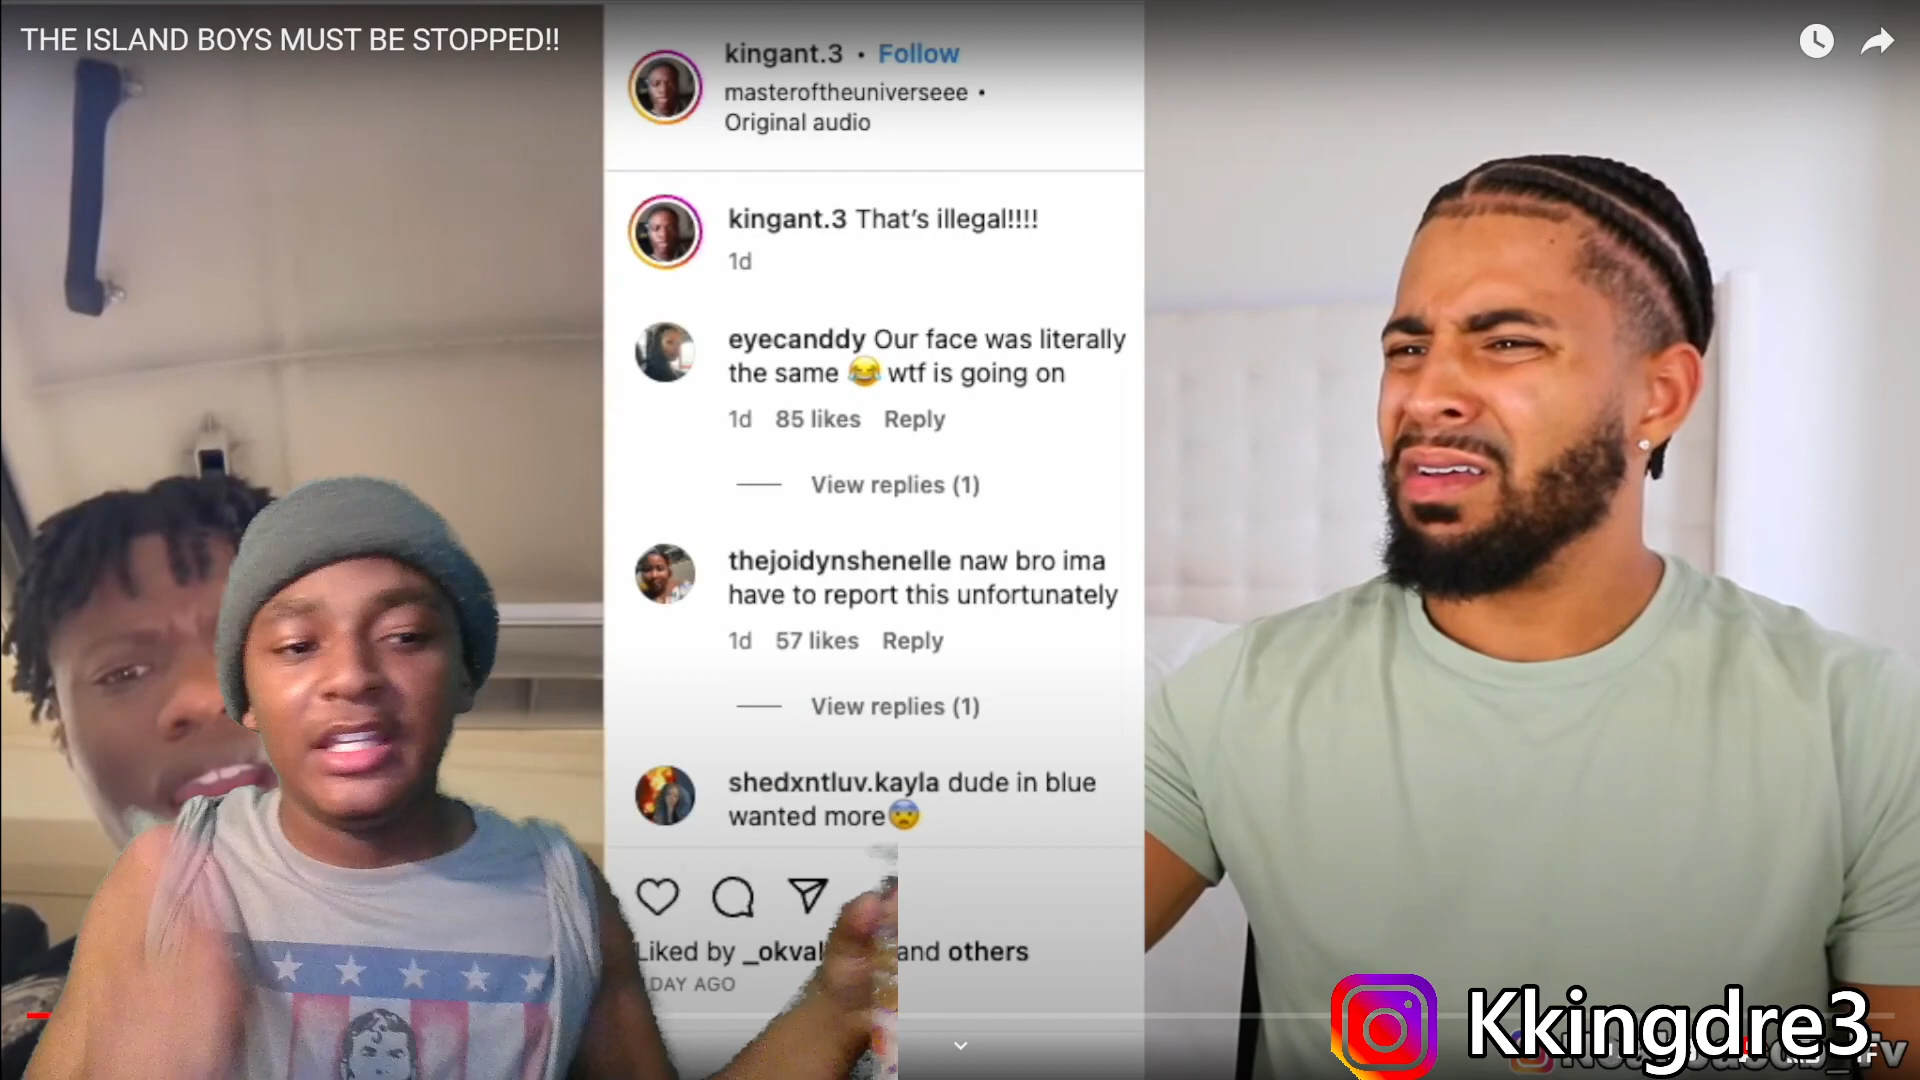 THE ISLAND BOYS MUST BE STOPPED!!
kingant.3 • Follow
masteroftheuniverseee •
Original audio
kingant.3 That's illegal!!!!
1d
eyecanddy Our face was literally
the same 😂 wtf is going on
1d 85 likes Reply
View replies (1)
thejoidynshenelle naw bro ima
have to report this unfortunately
1d 57 likes Reply
View replies (1)
shedxntluv.kayla dude in blue
wanted more😨
Liked by _okval and others
DAY AGO
Kkingdre3